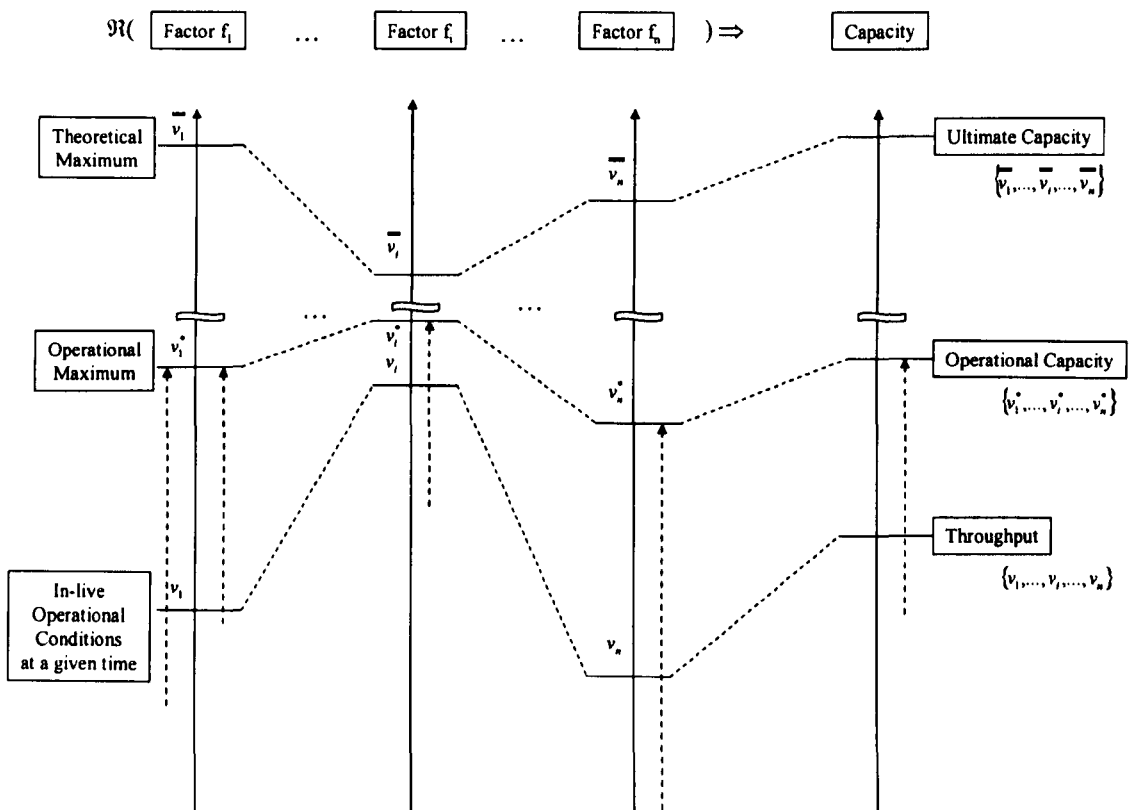 ℜ( Factor f₁ ... Factor fᵢ ... Factor fₙ ) ⇒ Capacity
Theoretical
Maximum
v̅₁
v̅ᵢ
v̅ₙ
Ultimate Capacity
{v̅₁,...,v̅ᵢ,...,v̅ₙ}
... ...
Operational
Maximum
v₁*
vᵢ*
vₙ*
Operational Capacity
{v₁*,...,vᵢ*,...,vₙ*}
In-live
Operational
Conditions
at a given time
v₁
vᵢ
vₙ
Throughput
{v₁,...,vᵢ,...,vₙ}